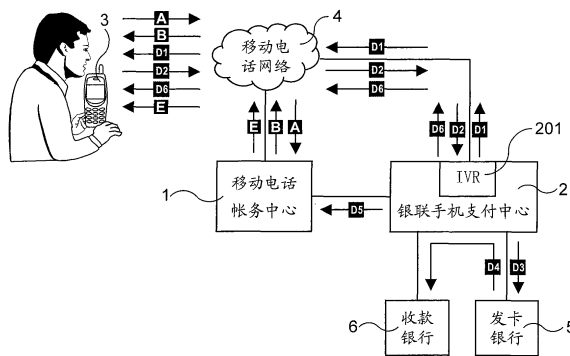 3
A
B
D1
D2
D6
E
移动电
话网络
4
D1
D2
D6
E
B
A
D6
D2
D1
201
IVR
1
移动电话
帐务中心
D5
银联手机支付中心
2
D4
D3
6
收款
银行
发卡
银行
5